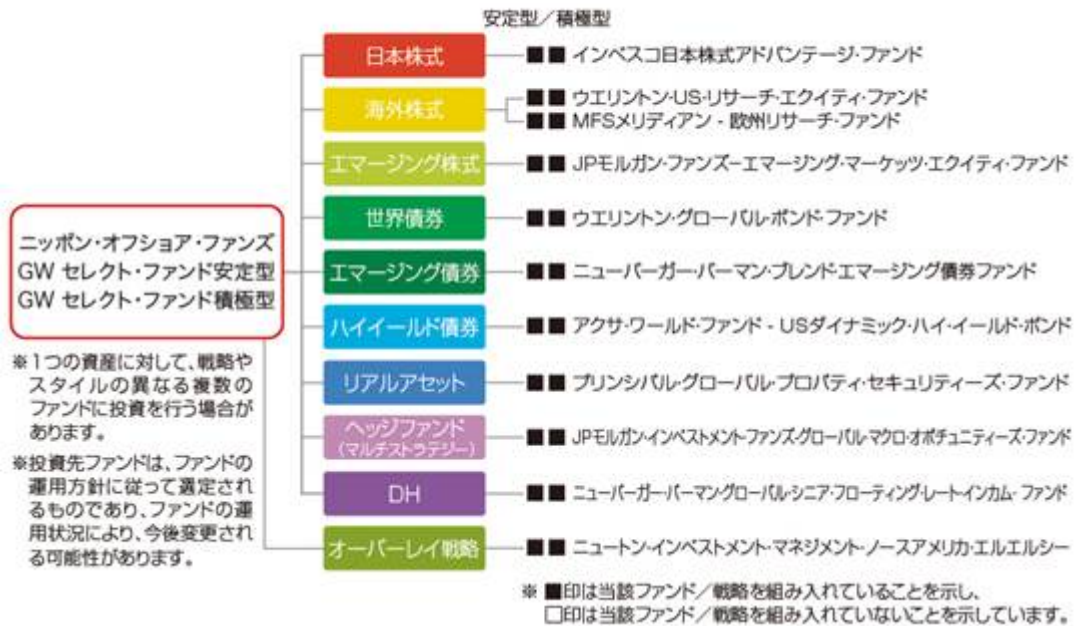 安定型／積極型
日本株式 ■■ インベスコ日本株式アドバンテージ・ファンド
海外株式 ■■ ウエリントン・US・リサーチ・エクイティ・ファンド
■■ MFSメリディアン - 欧州リサーチ・ファンド
エマージング株式 ■■ JPモルガン・ファンズ−エマージング・マーケッツ・エクイティ・ファンド
世界債券 ■■ ウエリントン・グローバル・ボンド・ファンド
ニッポン・オフショア・ファンズ
GW セレクト・ファンド安定型
GW セレクト・ファンド積極型
エマージング債券 ■■ ニューバーガー・バーマン・ブレンド・エマージング債券ファンド
ハイイールド債券 ■■ アクサ・ワールド・ファンド - USダイナミック・ハイ・イールド・ボンド
リアルアセット ■■ プリンシパル・グローバル・プロパティ・セキュリティーズ・ファンド
ヘッジファンド
(マルチストラテジー) ■■ JPモルガン・インベストメント・ファンズ-グローバル・マクロ・オポチュニティーズ・ファンド
DH ■■ ニューバーガー・バーマン・グローバル・シニア・フローティング・レート・インカム・ファンド
オーバーレイ戦略 ■■ ニュートン・インベストメント・マネジメント・ノースアメリカ・エルエルシー
※1つの資産に対して、戦略や
スタイルの異なる複数の
ファンドに投資を行う場合が
あります。
※投資先ファンドは、ファンドの
運用方針に従って選定され
るものであり、ファンドの運
用状況により、今後変更され
る可能性があります。
※ ■印は当該ファンド／戦略を組み入れていることを示し、
□印は当該ファンド／戦略を組み入れていないことを示しています。